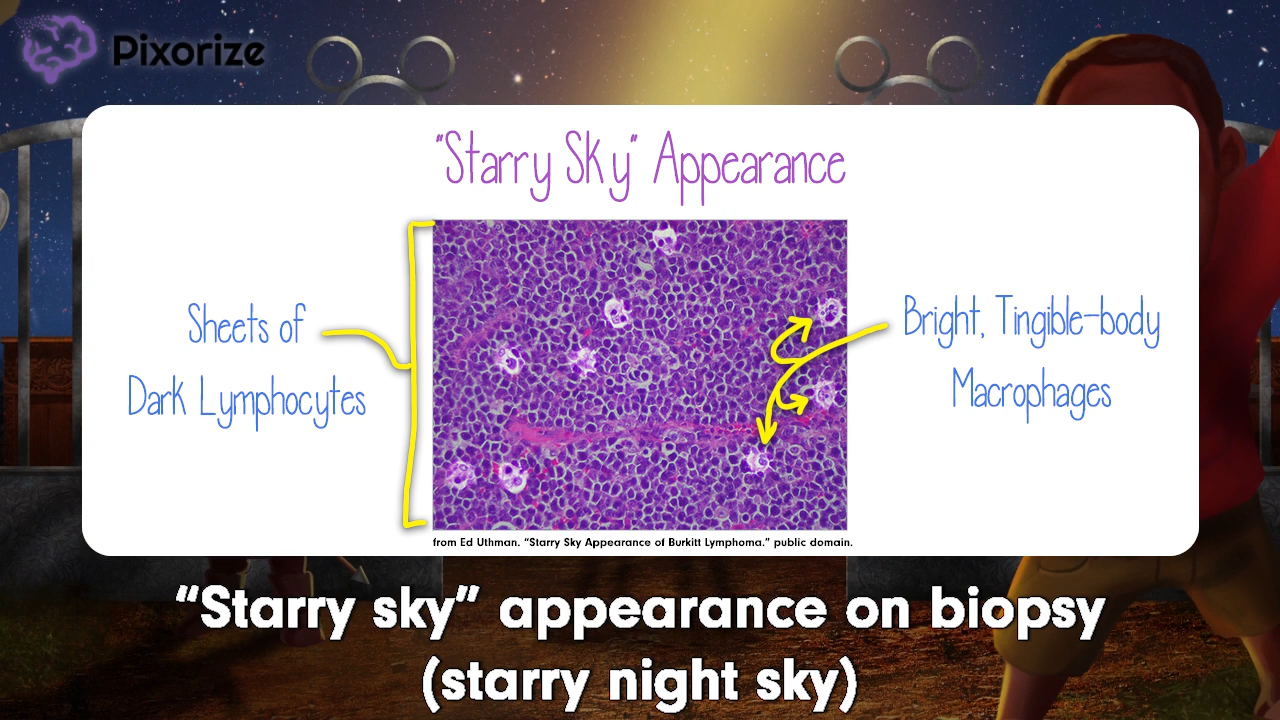 Pixorize
"Starry Sky" Appearance
Sheets of
Dark Lymphocytes
Bright, Tingible-body
Macrophages
from Ed Uthman. "Starry Sky Appearance of Burkitt Lymphoma." public domain.
"Starry sky" appearance on biopsy
(starry night sky)